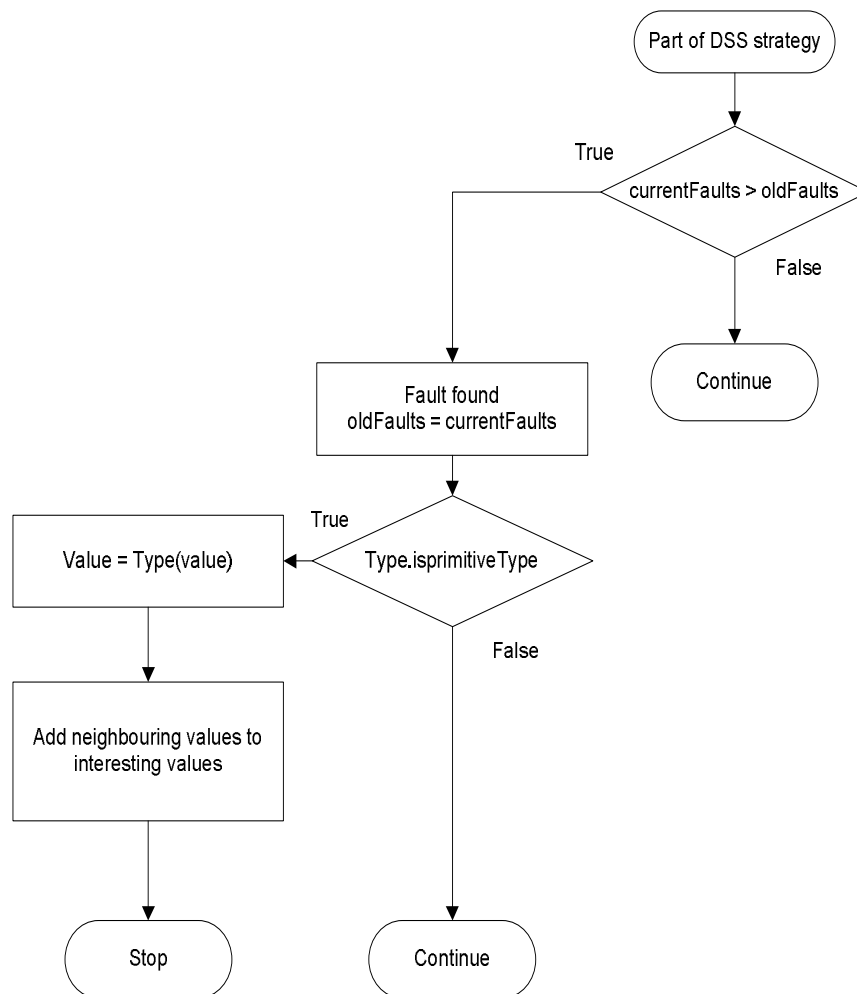 Part of DSS strategy
True
currentFaults > oldFaults
False
Continue
Fault found
oldFaults = currentFaults
True
Value = Type(value)
Type.isprimitiveType
False
Add neighbouring values to
interesting values
Stop
Continue